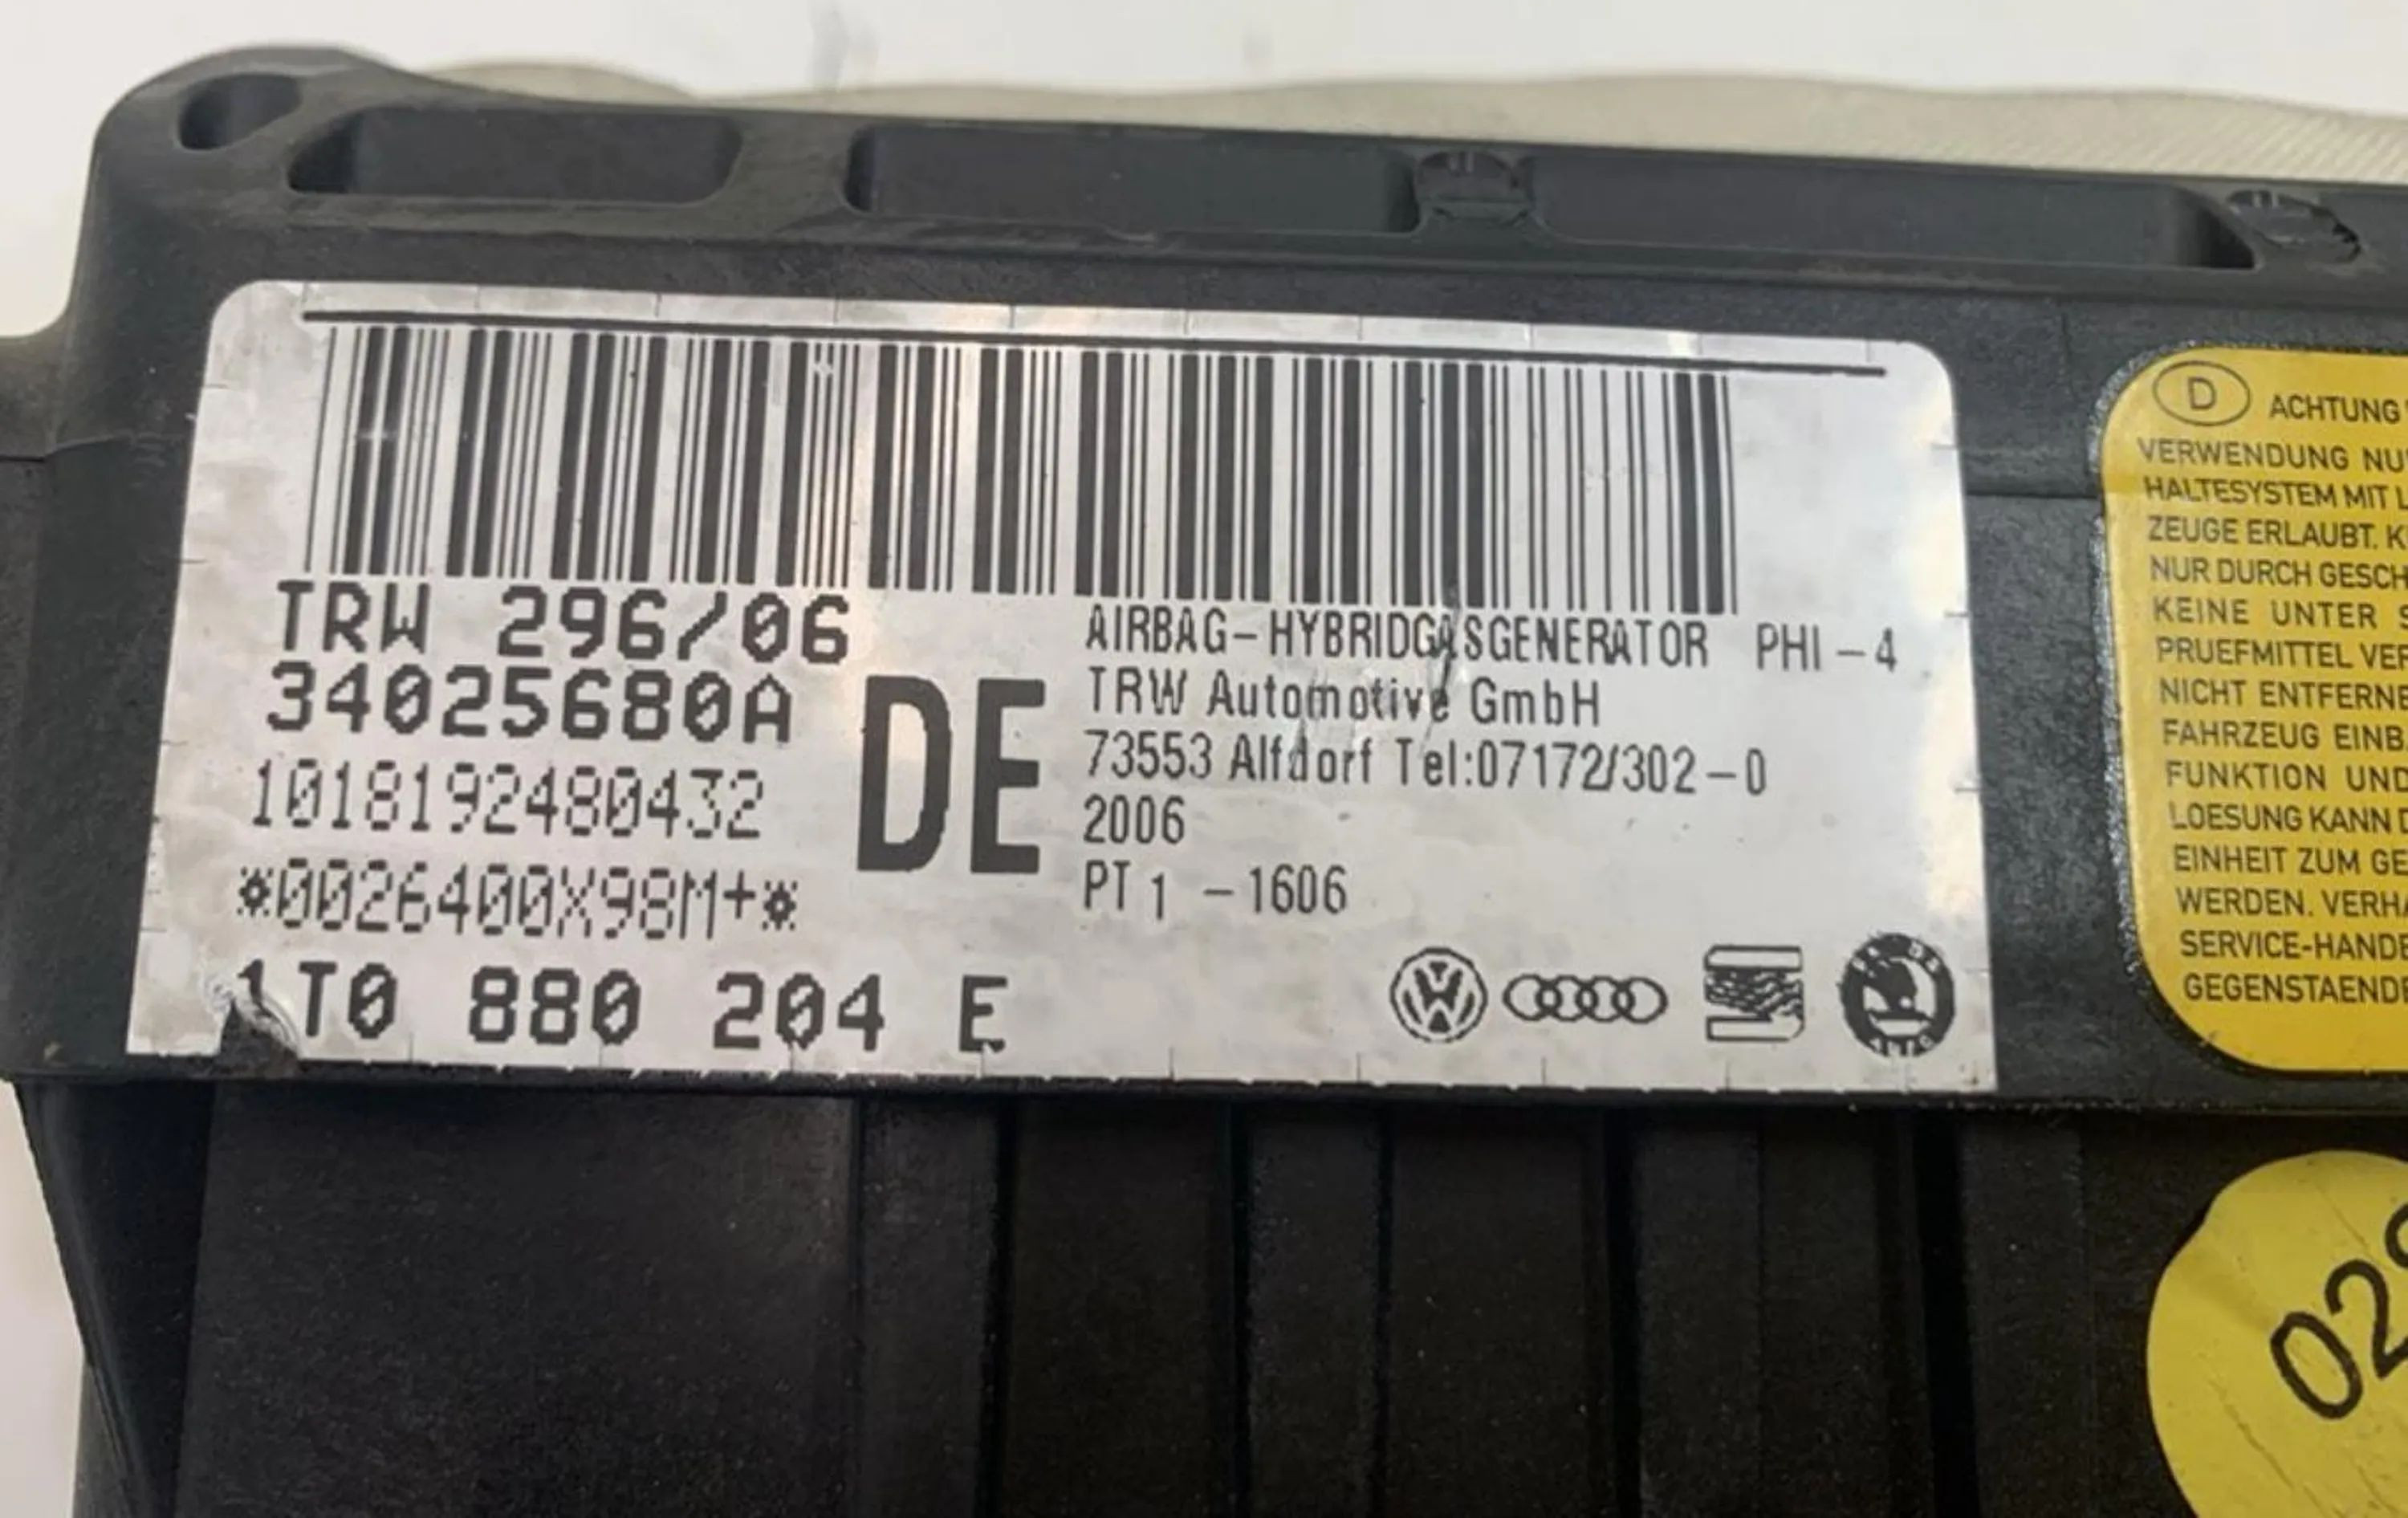 TRW 296/06
34025680A
1018192480432
*0026400X98M+*
1T0 880 204 E
DE
AIRBAG-HYBRIDGASGENERATOR PHI-4
TRW Automotive GmbH
73553 Alfdorf Tel:07172/302-0
2006
PT 1 -1606
D ACHTUNG
VERWENDUNG NU
HALTESYSTEM MIT
ZEUGE ERLAUBT. K
NUR DURCH GESCH
KEINE UNTER S
PRUEFMITTEL VER
NICHT ENTFERNE
FAHRZEUG EINB
FUNKTION UND
LOESUNG KANN D
EINHEIT ZUM GE
WERDEN. VERHA
SERVICE-HANDE
GEGENSTAENDE
02